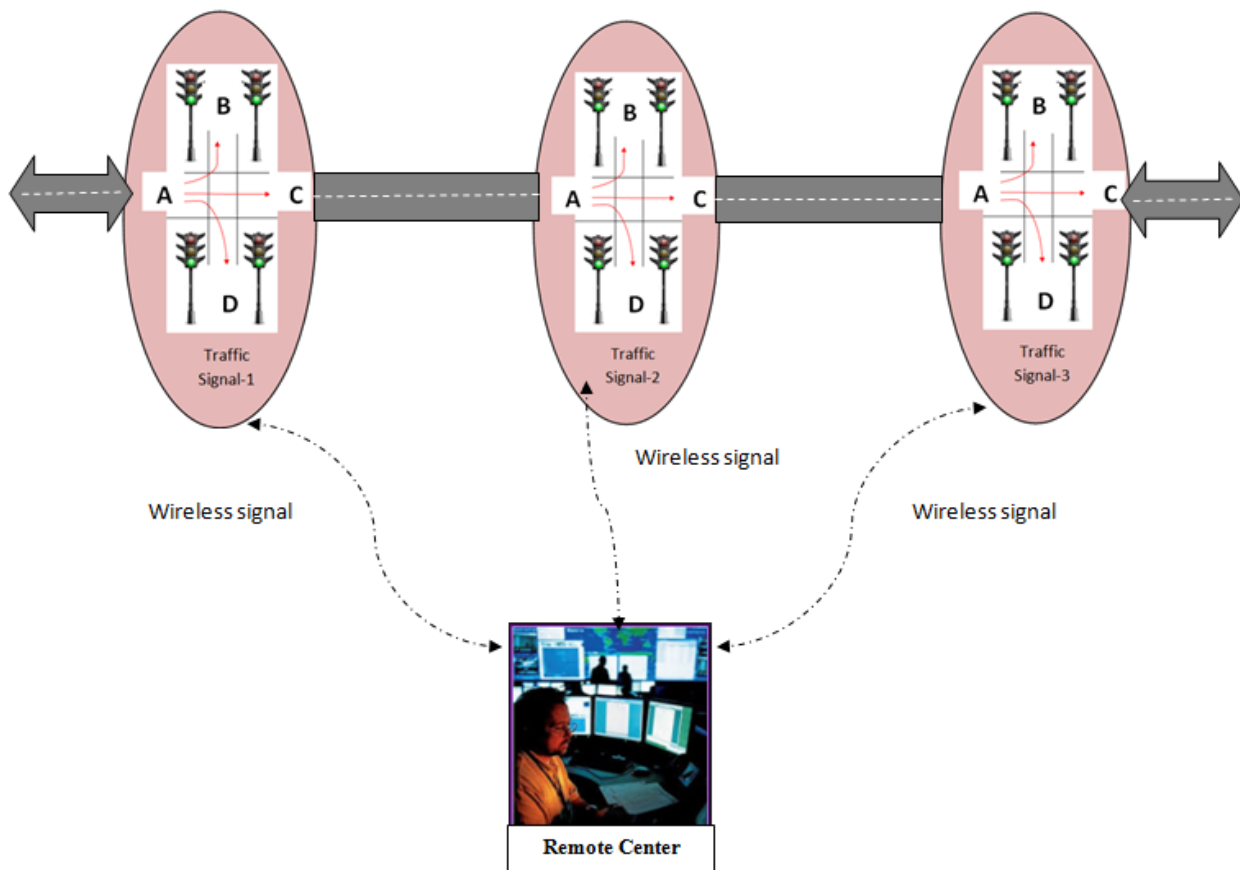 B
A
C
D
Traffic
Signal-1
B
A
C
D
Traffic
Signal-2
B
A
C
D
Traffic
Signal-3
Wireless signal
Wireless signal
Wireless signal
Remote Center